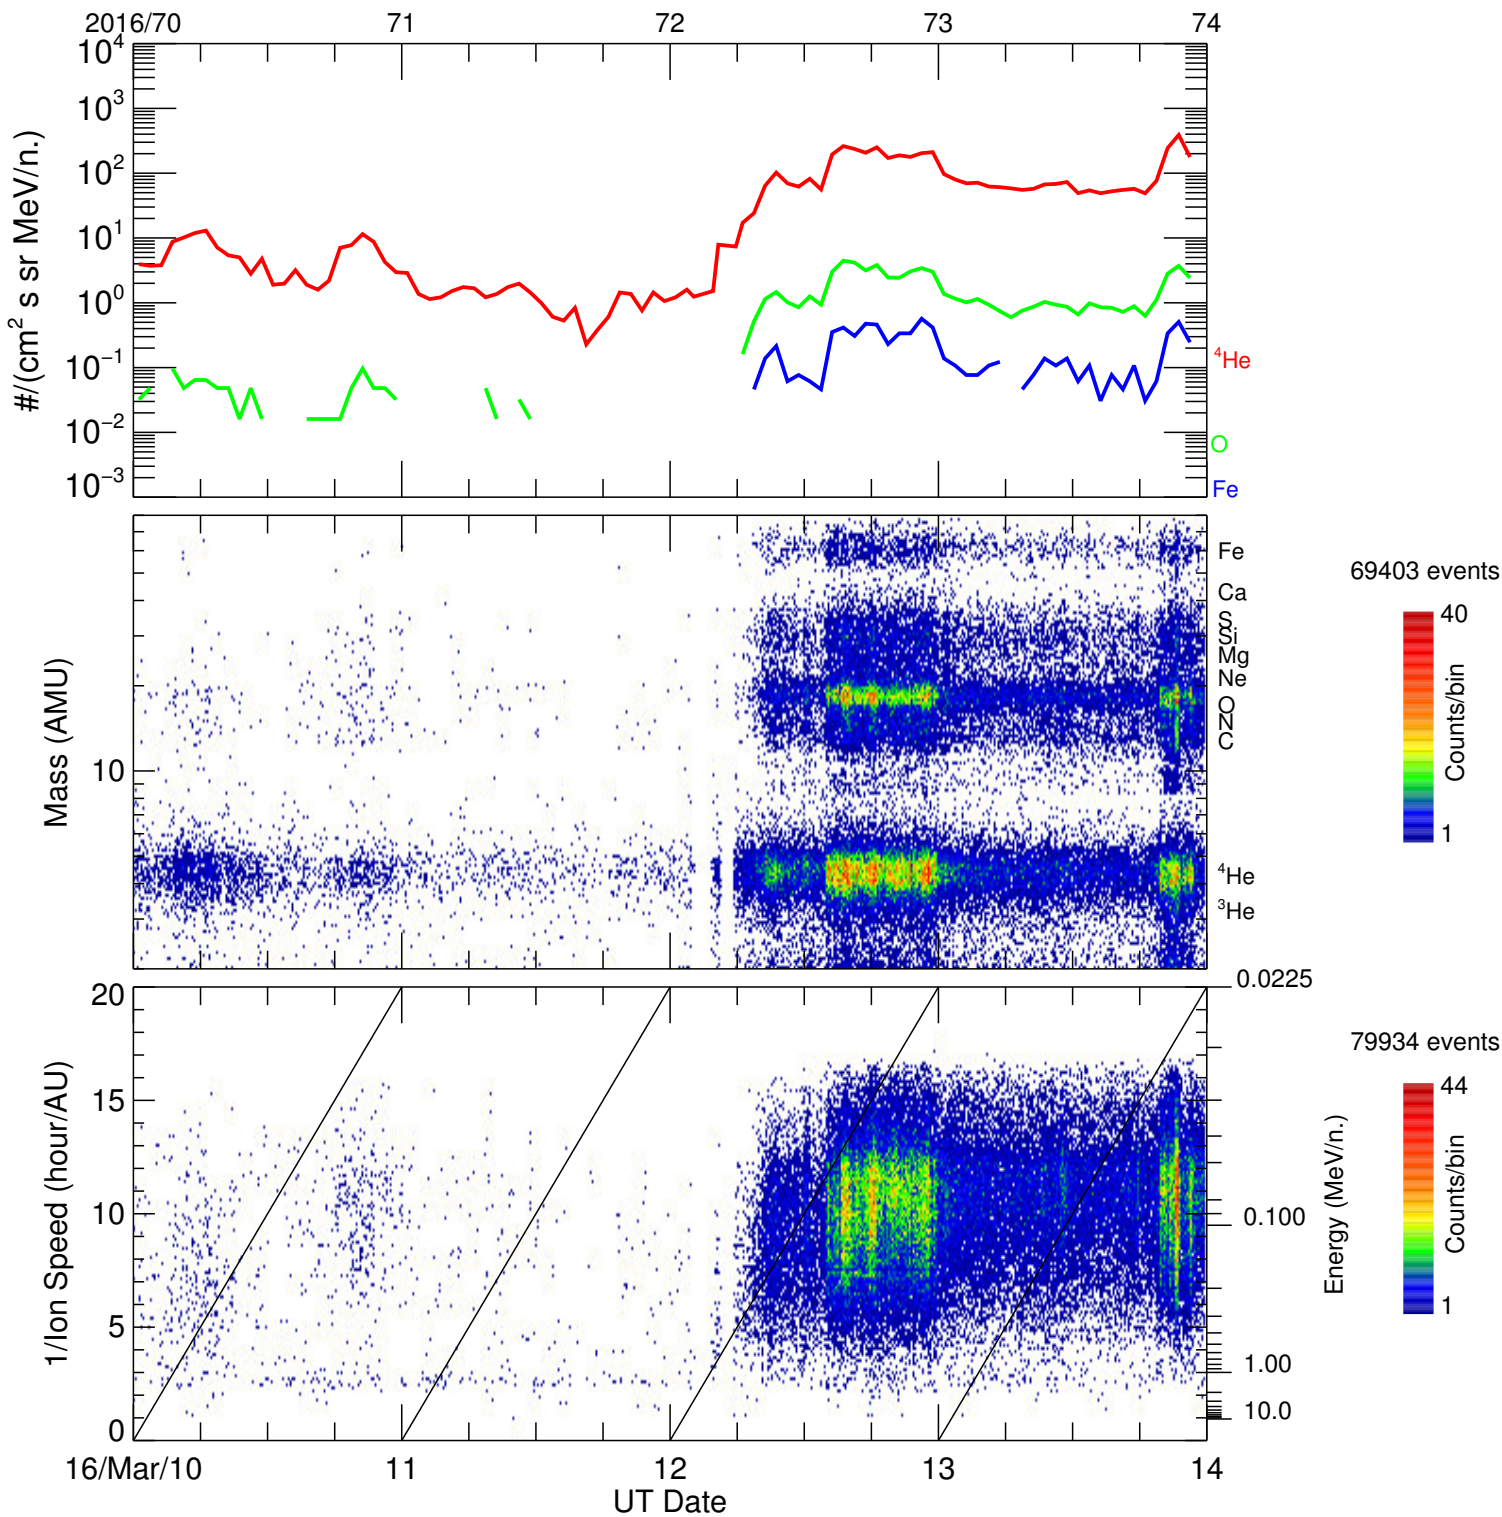 2016/70 71 72 73 74
10⁴
10³
10²
10¹
10⁰
10⁻¹
10⁻²
10⁻³
#/(cm² s sr MeV/n.)
⁴He
O
Fe
Mass (AMU)
10
Fe
Ca
S
Si
Mg
Ne
O
N
C
⁴He
³He
69403 events
40
Counts/bin
1
1/Ion Speed (hour/AU)
20
15
10
5
0
0.0225
0.100
1.00
10.0
Energy (MeV/n.)
79934 events
44
Counts/bin
1
16/Mar/10 11 12 13 14
UT Date